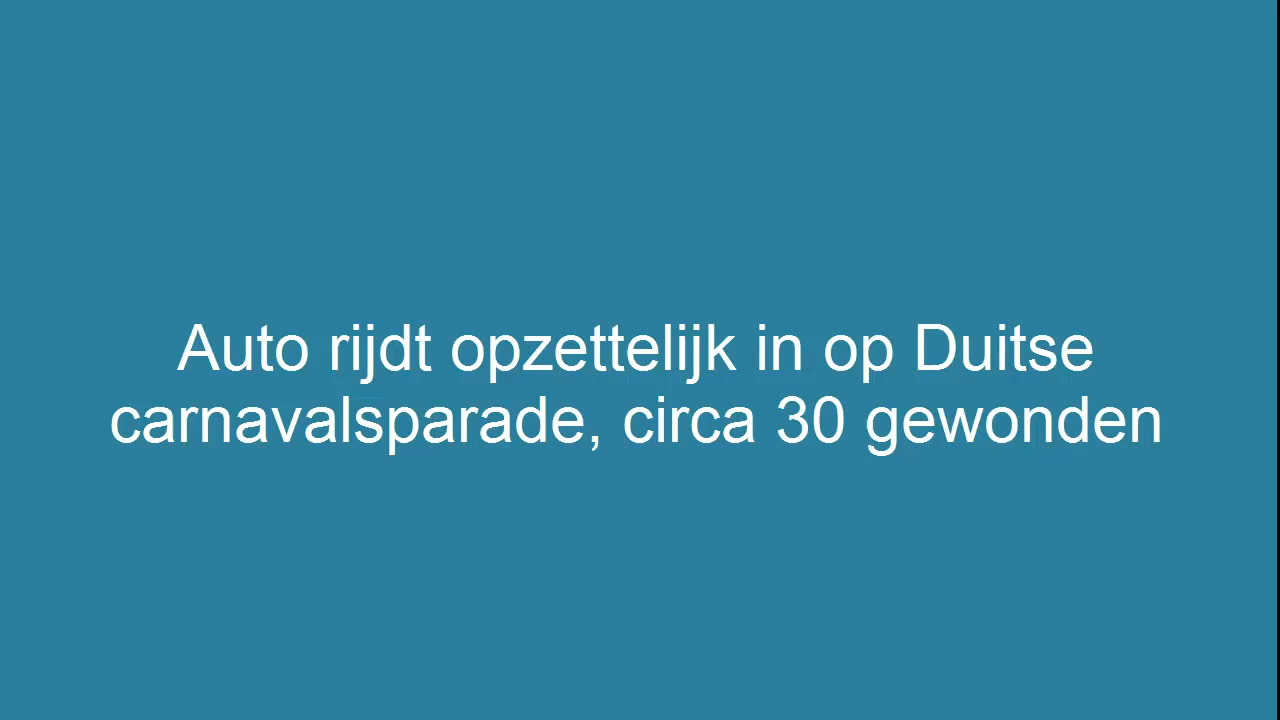 Auto rijdt opzettelijk in op Duitse
carnavalsparade, circa 30 gewonden